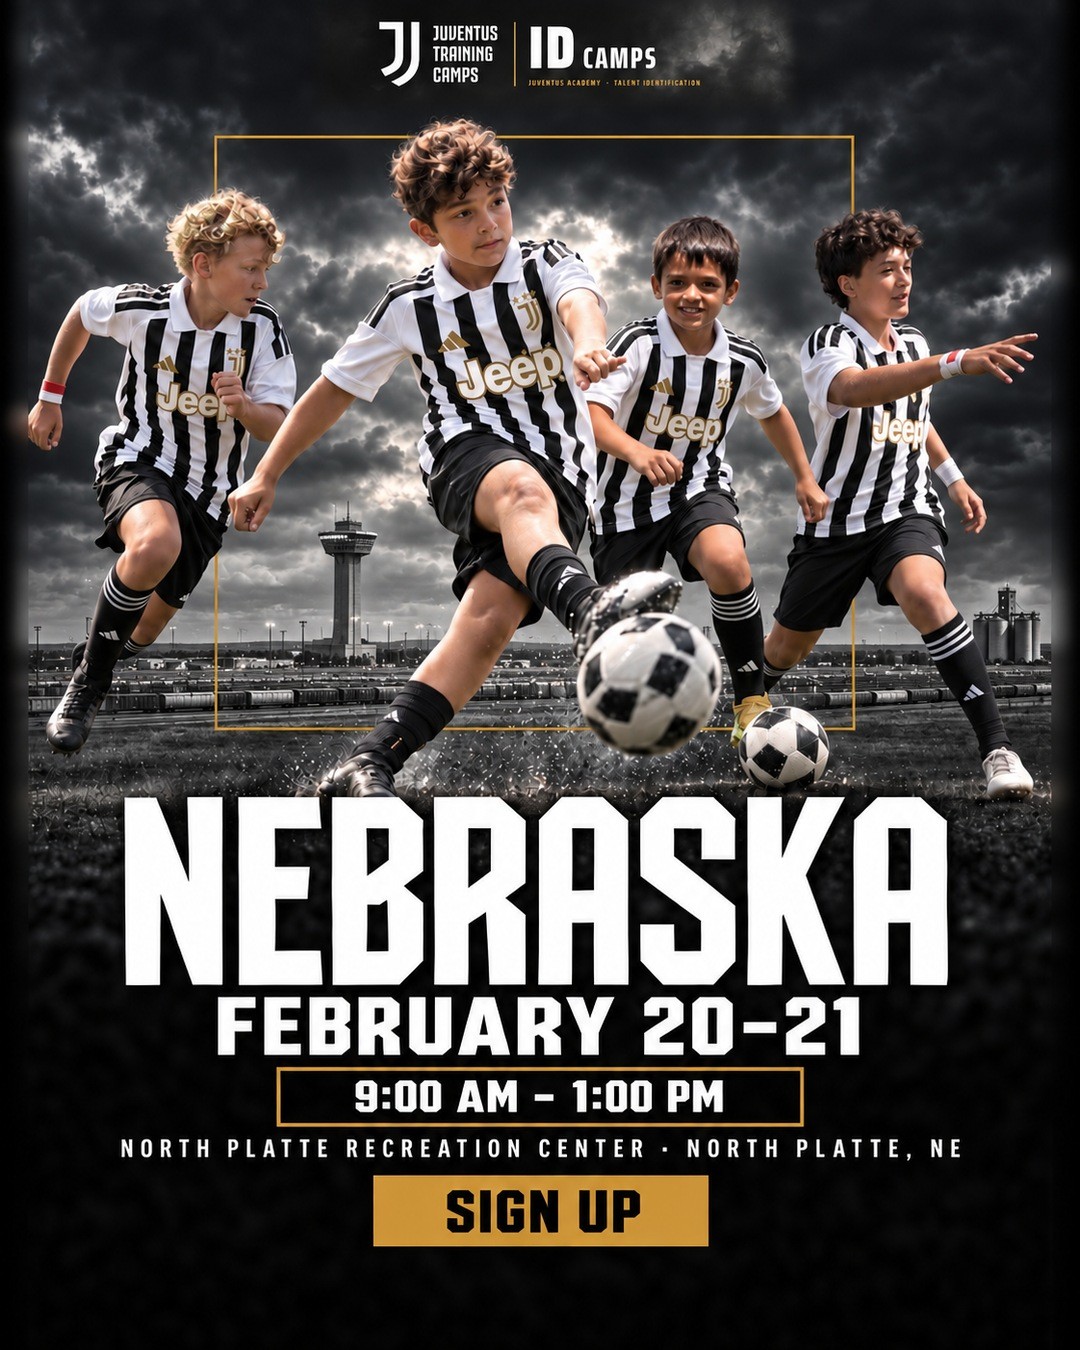 JUVENTUS
TRAINING
CAMPS
ID CAMPS
JUVENTUS ACADEMY · TALENT IDENTIFICATION
Jeep
Jeep
Jeep
Jeep
NEBRASKA
FEBRUARY 20-21
9:00 AM – 1:00 PM
NORTH PLATTE RECREATION CENTER · NORTH PLATTE, NE
SIGN UP